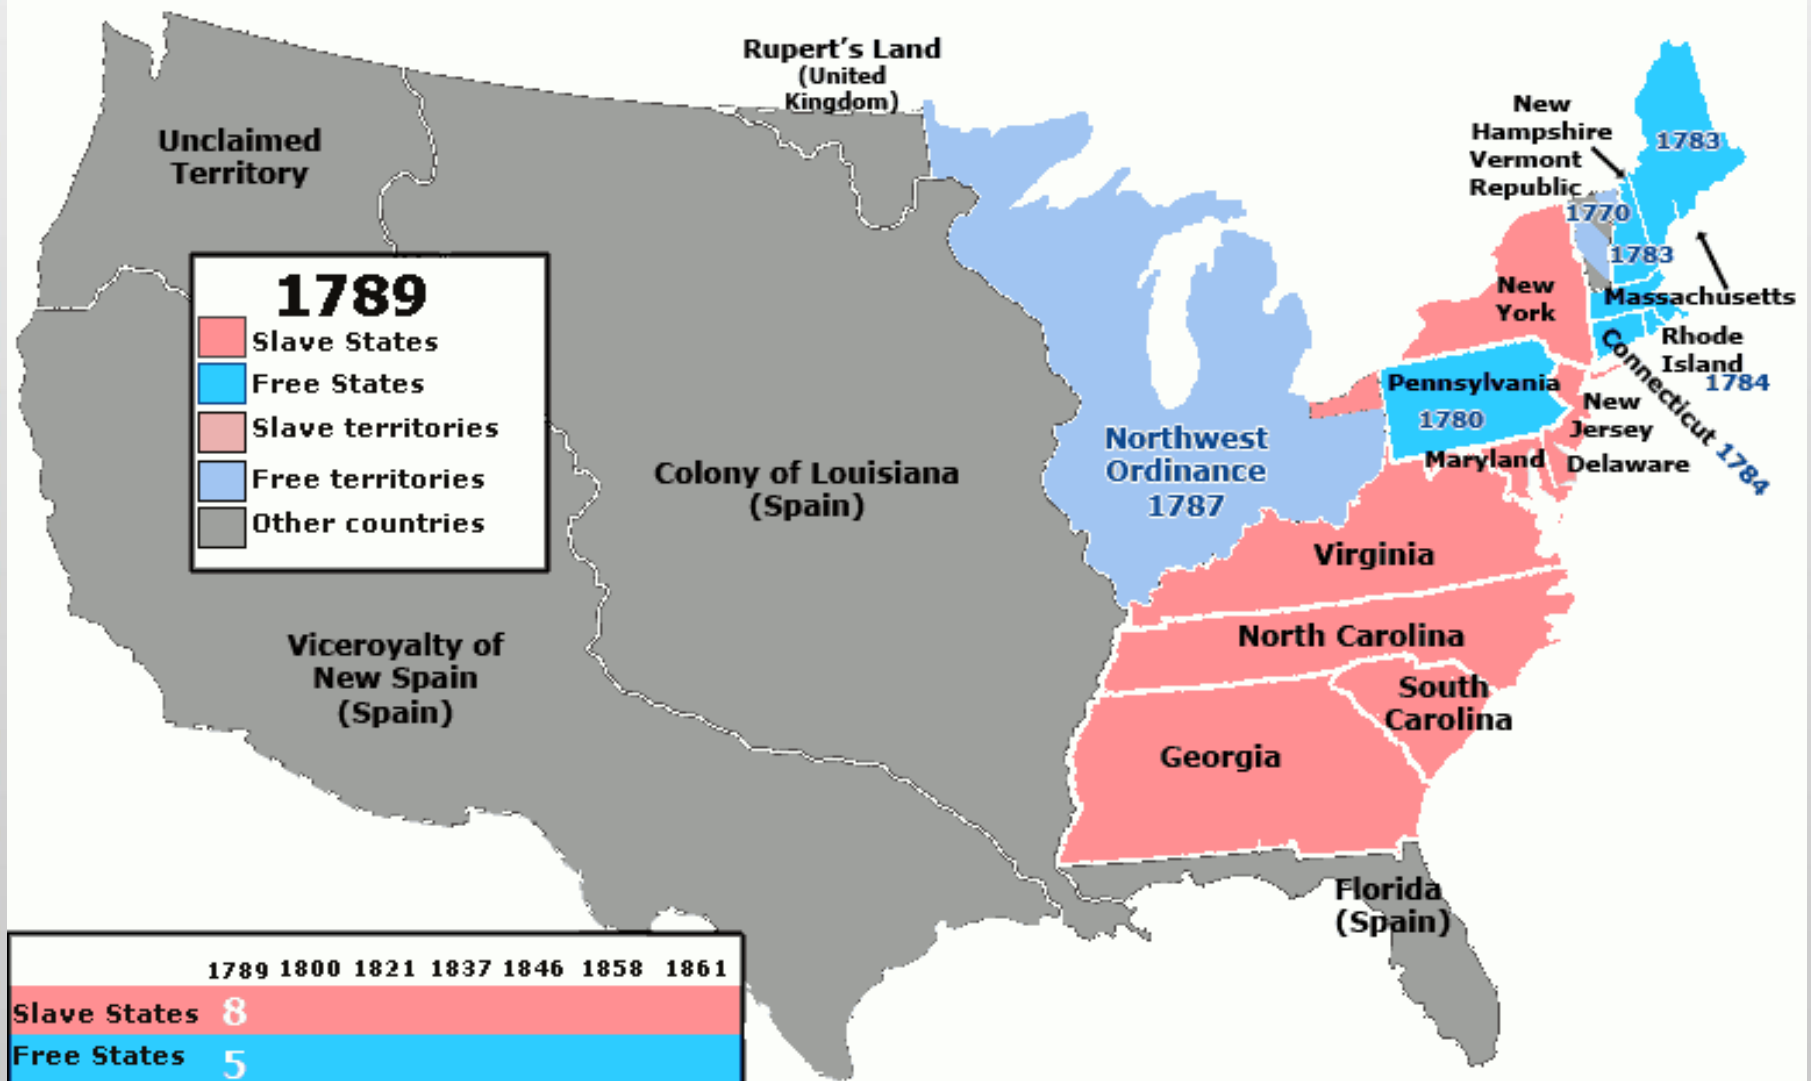 Rupert's Land
(United
Kingdom)
Unclaimed
Territory
New
Hampshire
Vermont
Republic
1783
1770
1783
1789
Slave States
Free States
Slave territories
Free territories
Other countries
New
York
Massachusetts
Rhode
Island
1784
Connecticut 1784
Pennsylvania
1780
New
Jersey
Maryland
Delaware
Northwest
Ordinance
1787
Colony of Louisiana
(Spain)
Virginia
North Carolina
South
Carolina
Georgia
Viceroyalty of
New Spain
(Spain)
Florida
(Spain)
1789 1800 1821 1837 1846 1858 1861
Slave States 8
Free States 5